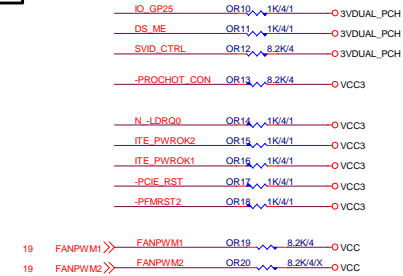 IO_GP25 OR10 1K/4/1 3VDUAL_PCH
DS_ME OR11 1K/4/1 3VDUAL_PCH
SVID_CTRL OR12 8.2K/4 3VDUAL_PCH
-PROCHOT_CON OR13 8.2K/4 VCC3
N_-LDRQ0 OR14 1K/4/1 VCC3
ITE_PWROK2 OR15 1K/4/1 VCC3
ITE_PWROK1 OR16 1K/4/1 VCC3
-PCIE_RST OR17 1K/4/1 VCC3
-PFMRST2 OR18 1K/4/1 VCC3
19 FANPWM1 FANPWM1 OR19 8.2K/4 VCC
19 FANPWM2 FANPWM2 OR20 8.2K/4/X VCC